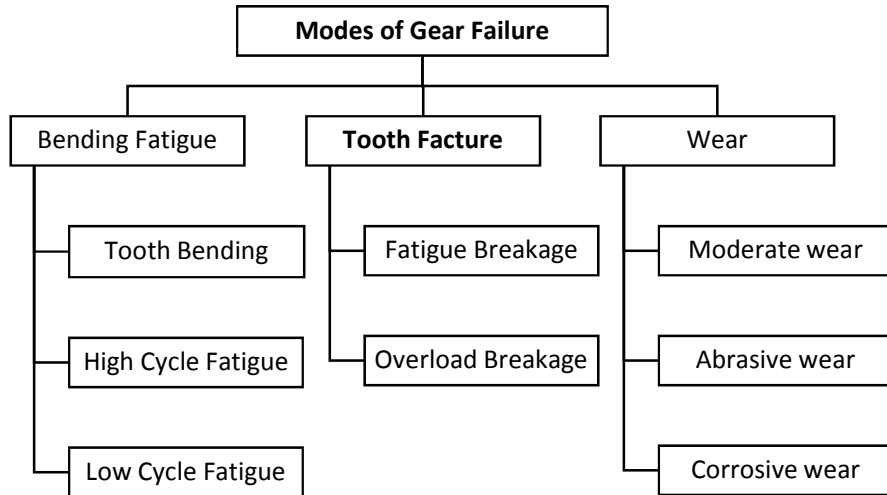 Modes of Gear Failure
Bending Fatigue
Tooth Facture
Wear
Tooth Bending
Fatigue Breakage
Moderate wear
High Cycle Fatigue
Overload Breakage
Abrasive wear
Low Cycle Fatigue
Corrosive wear